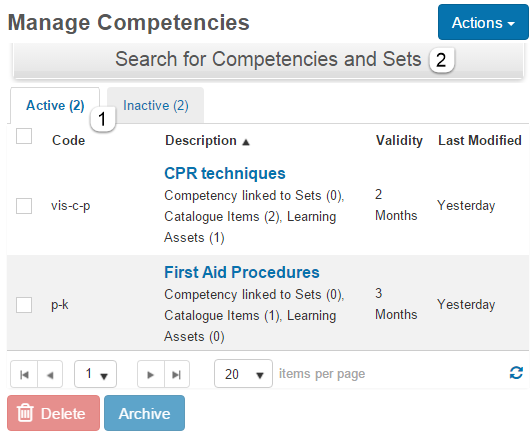 Manage Competencies
Actions
Search for Competencies and Sets 2
Active (2) 1 Inactive (2)
Code Description Validity Last Modified
CPR techniques
vis-c-p Competency linked to Sets (0), Catalogue Items (2), Learning Assets (1) 2 Months Yesterday
First Aid Procedures
p-k Competency linked to Sets (0), Catalogue Items (1), Learning Assets (0) 3 Months Yesterday
1 20 items per page
Delete Archive